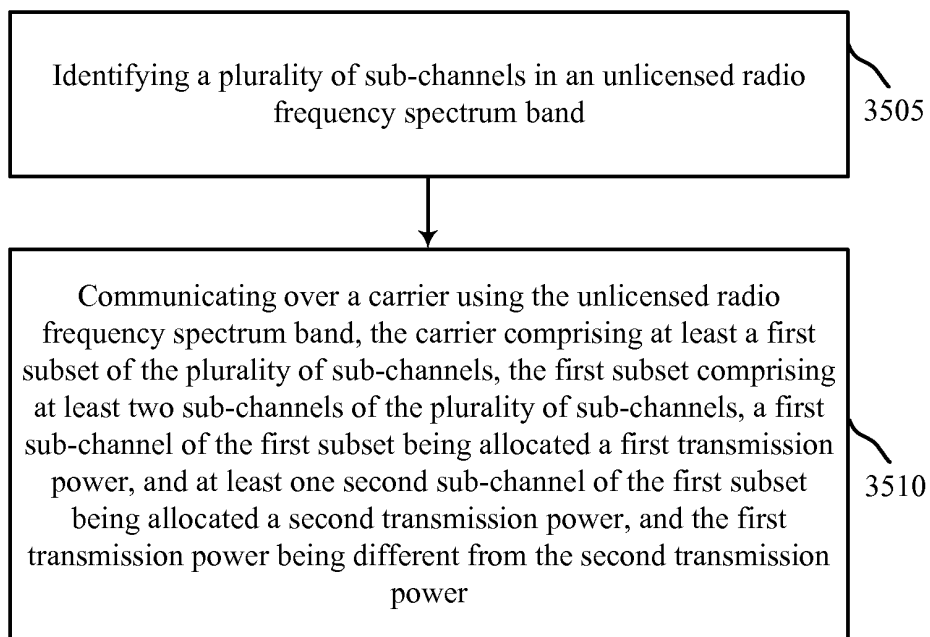 Identifying a plurality of sub-channels in an unlicensed radio
frequency spectrum band
3505
Communicating over a carrier using the unlicensed radio
frequency spectrum band, the carrier comprising at least a first
subset of the plurality of sub-channels, the first subset comprising
at least two sub-channels of the plurality of sub-channels, a first
sub-channel of the first subset being allocated a first transmission
power, and at least one second sub-channel of the first subset
being allocated a second transmission power, and the first
transmission power being different from the second transmission
power
3510